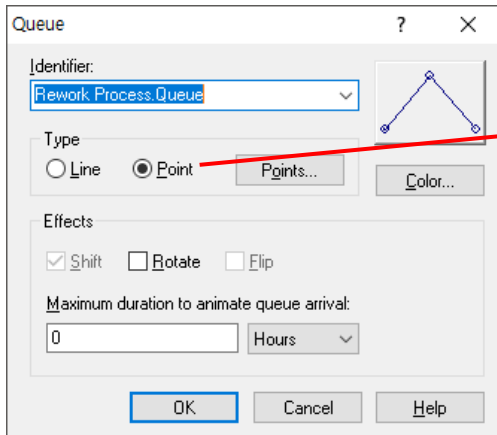 Queue ? ×
Identifier:
Rework Process.Queue
Type
Line Point Points...
Color...
Effects
Shift Rotate Flip
Maximum duration to animate queue arrival:
0 Hours
OK Cancel Help